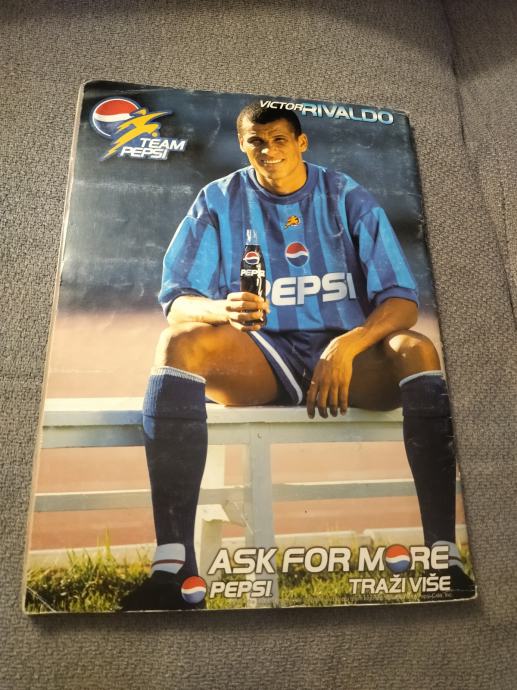 VICTOR RIVALDO
TEAM
PEPSI
PEPSI
PEPSI
ASK FOR MORE
PEPSI TRAŽI VIŠE